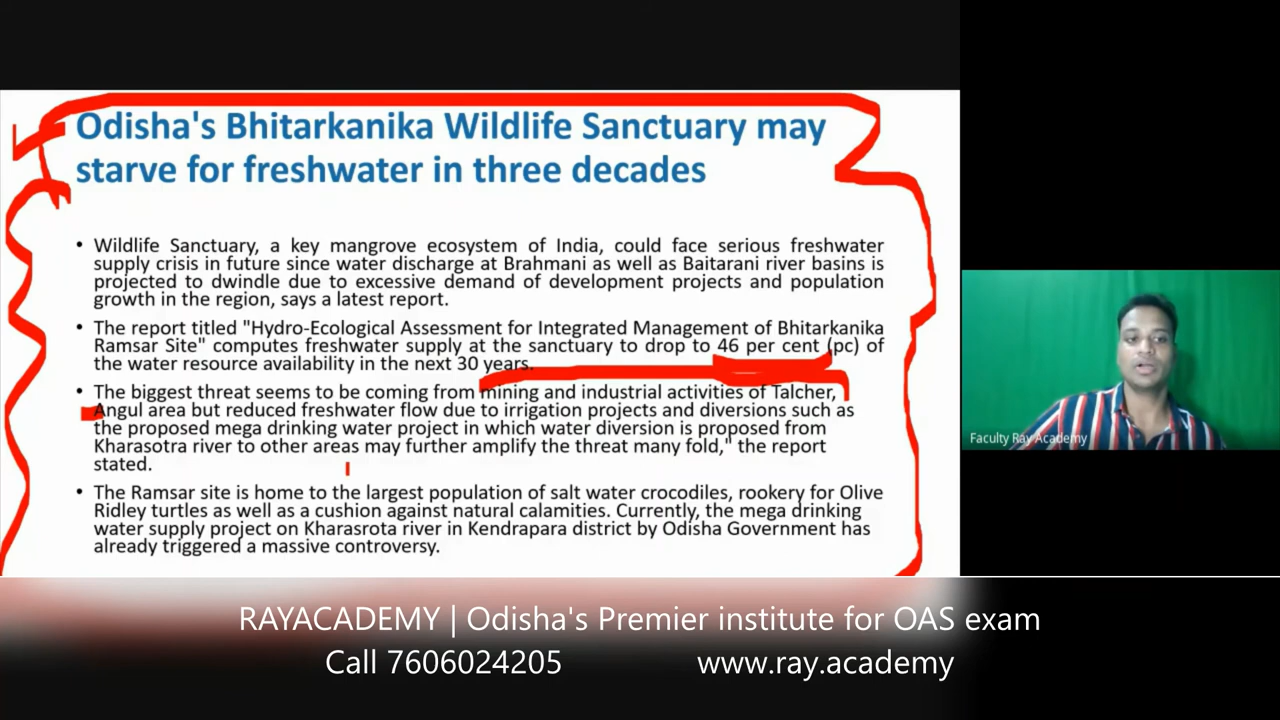 Odisha's Bhitarkanika Wildlife Sanctuary may
starve for freshwater in three decades
• Wildlife Sanctuary, a key mangrove ecosystem of India, could face serious freshwater
supply crisis in future since water discharge at Brahmani as well as Baitarani river basins is
projected to dwindle due to excessive demand of development projects and population
growth in the region, says a latest report.
• The report titled "Hydro-Ecological Assessment for Integrated Management of Bhitarkanika
Ramsar Site" computes freshwater supply at the sanctuary to drop to 46 per cent (pc) of
the water resource availability in the next 30 years.
• The biggest threat seems to be coming from mining and industrial activities of Talcher,
Angul area but reduced freshwater flow due to irrigation projects and diversions such as
the proposed mega drinking water project in which water diversion is proposed from
Kharasotra river to other areas may further amplify the threat many fold," the report
stated.
• The Ramsar site is home to the largest population of salt water crocodiles, rookery for Olive
Ridley turtles as well as a cushion against natural calamities. Currently, the mega drinking
water supply project on Kharasrota river in Kendrapara district by Odisha Government has
already triggered a massive controversy.
Faculty Ray Academy
RAYACADEMY | Odisha's Premier institute for OAS exam
Call 7606024205 www.ray.academy